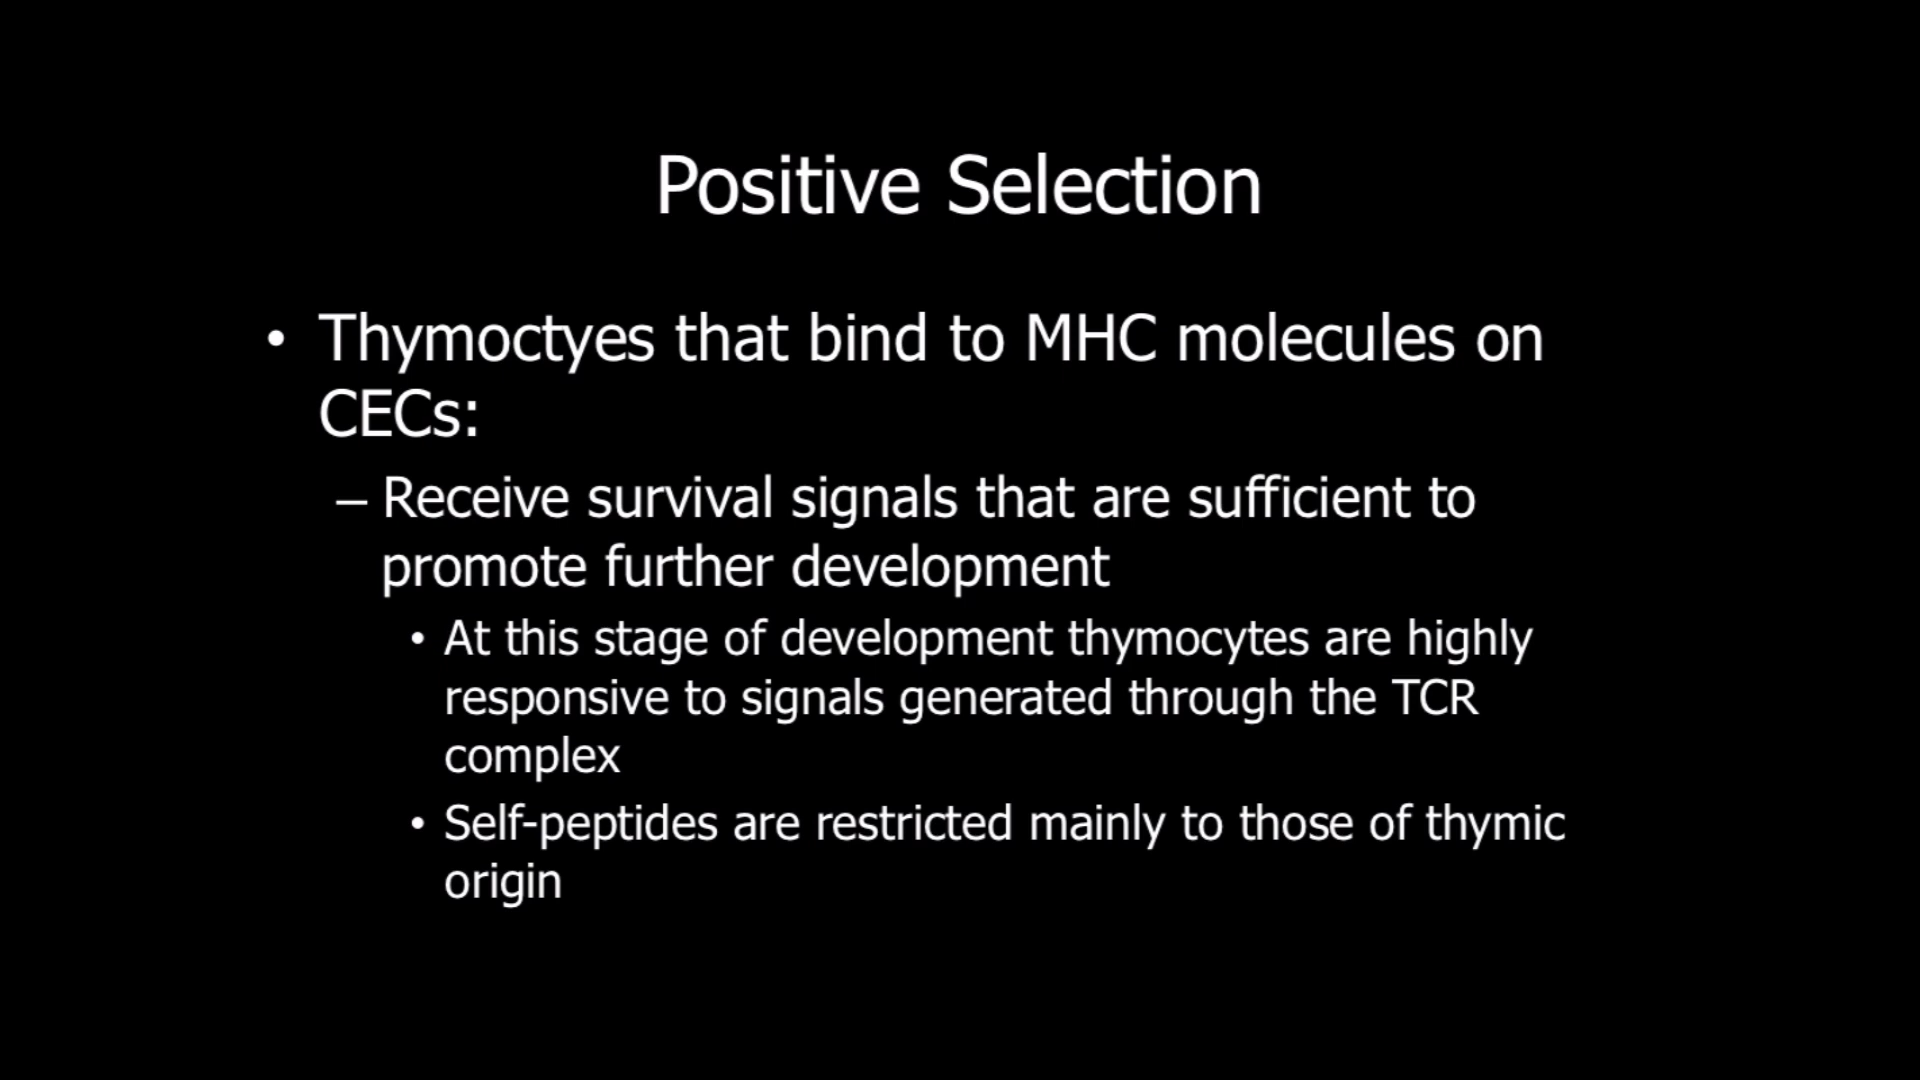 Positive Selection
• Thymoctyes that bind to MHC molecules on
CECs:
– Receive survival signals that are sufficient to
promote further development
• At this stage of development thymocytes are highly
responsive to signals generated through the TCR
complex
• Self-peptides are restricted mainly to those of thymic
origin